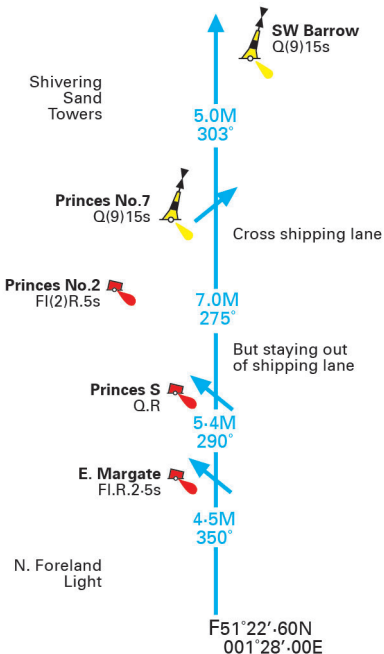 SW Barrow
Q(9)15s
Shivering
Sand
Towers
5.0M
303°
Princes No.7
Q(9)15s
Cross shipping lane
Princes No.2
Fl(2)R.5s
7.0M
275°
But staying out
of shipping lane
Princes S
Q.R
5·4M
290°
E. Margate
Fl.R.2·5s
4·5M
350°
N. Foreland
Light
F51°22'·60N
001°28'·00E